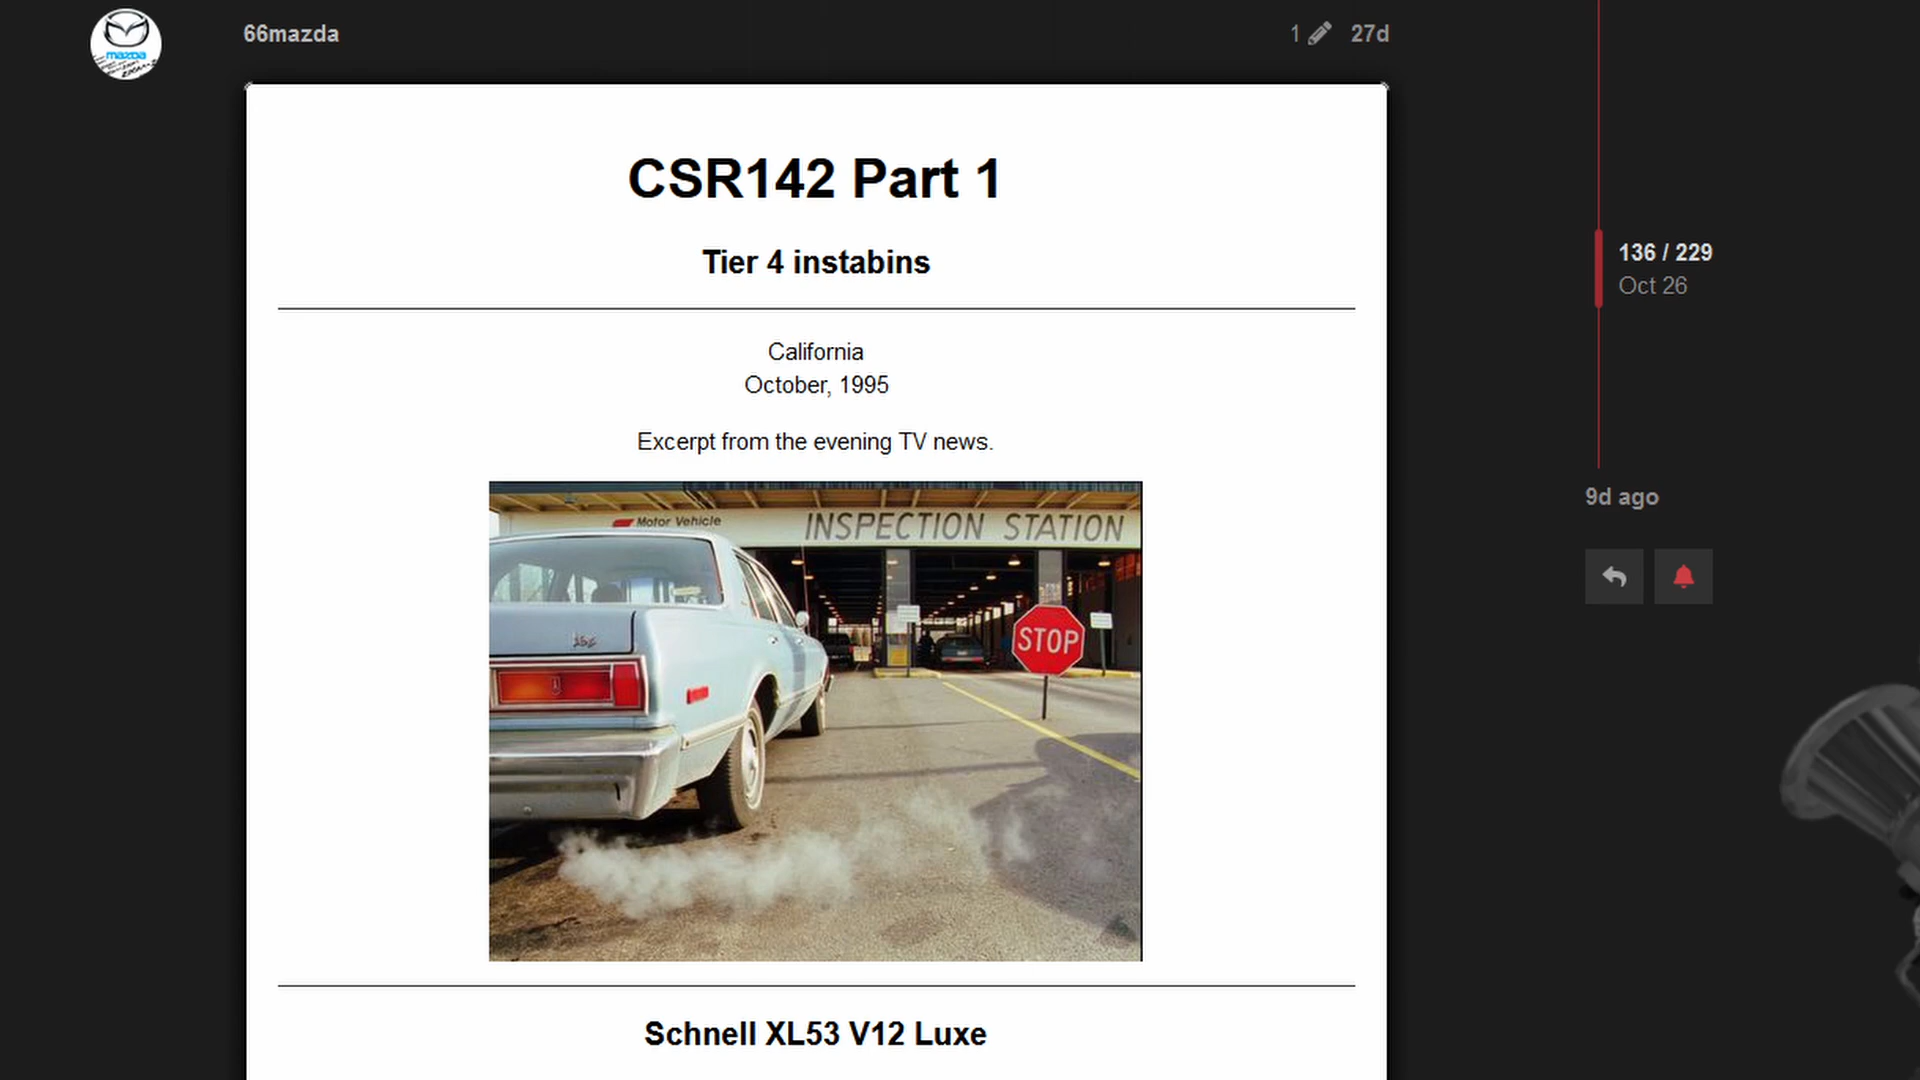 66mazda
1
27d
mazda
CSR142 Part 1
Tier 4 instabins
California
October, 1995
Excerpt from the evening TV news.
Motor Vehicle
INSPECTION STATION
STOP
Schnell XL53 V12 Luxe
136 / 229
Oct 26
9d ago